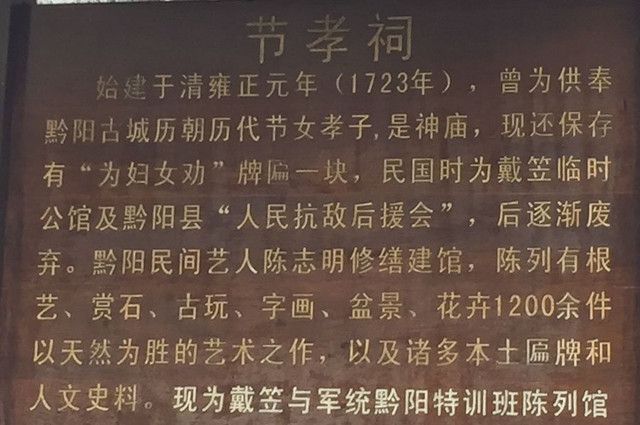 节孝祠
始建于清雍正元年（1723年），曾为供奉
黔阳古城历朝历代节女孝子,是神庙，现还保存
有“为妇女劝”牌匾一块，民国时为戴笠临时
公馆及黔阳县“人民抗敌后援会”，后逐渐废
弃。黔阳民间艺人陈志明修缮建馆，陈列有根
艺、赏石、古玩、字画、盆景、花卉1200余件
以天然为胜的艺术之作，以及诸多本土匾牌和
人文史料。现为戴笠与军统黔阳特训班陈列馆